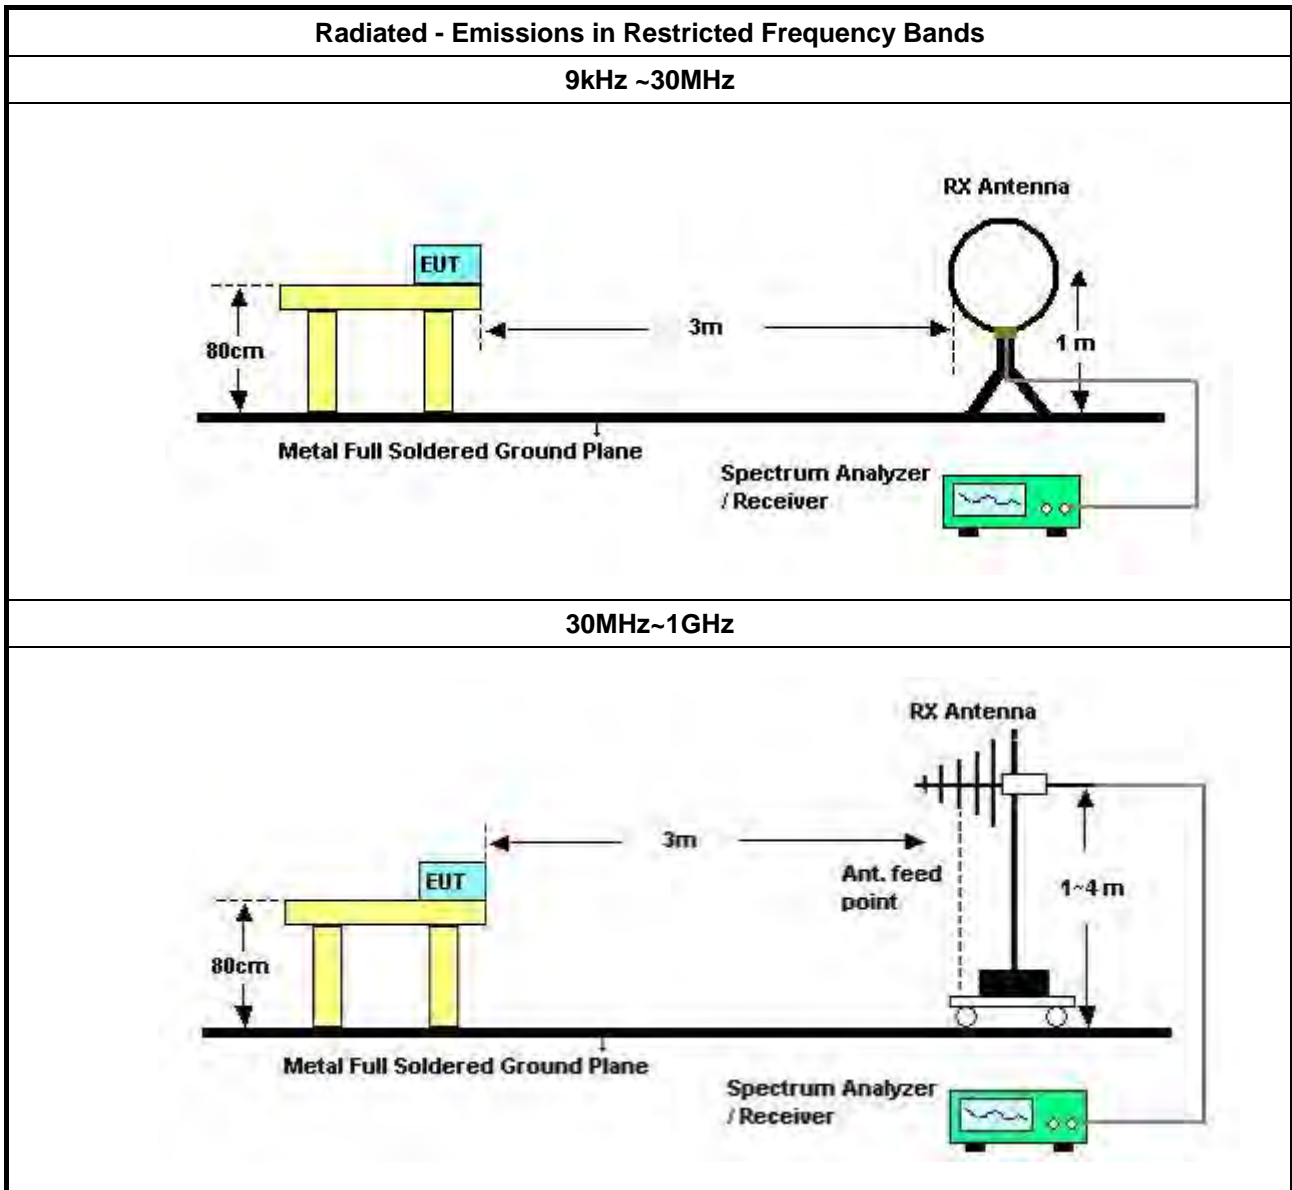 Radiated - Emissions in Restricted Frequency Bands
9kHz ~30MHz
RX Antenna
EUT
3m
80cm
1 m
Metal Full Soldered Ground Plane
Spectrum Analyzer
/ Receiver
30MHz~1GHz
RX Antenna
3m
EUT
Ant. feed
point
1~4 m
80cm
Metal Full Soldered Ground Plane
Spectrum Analyzer
/ Receiver